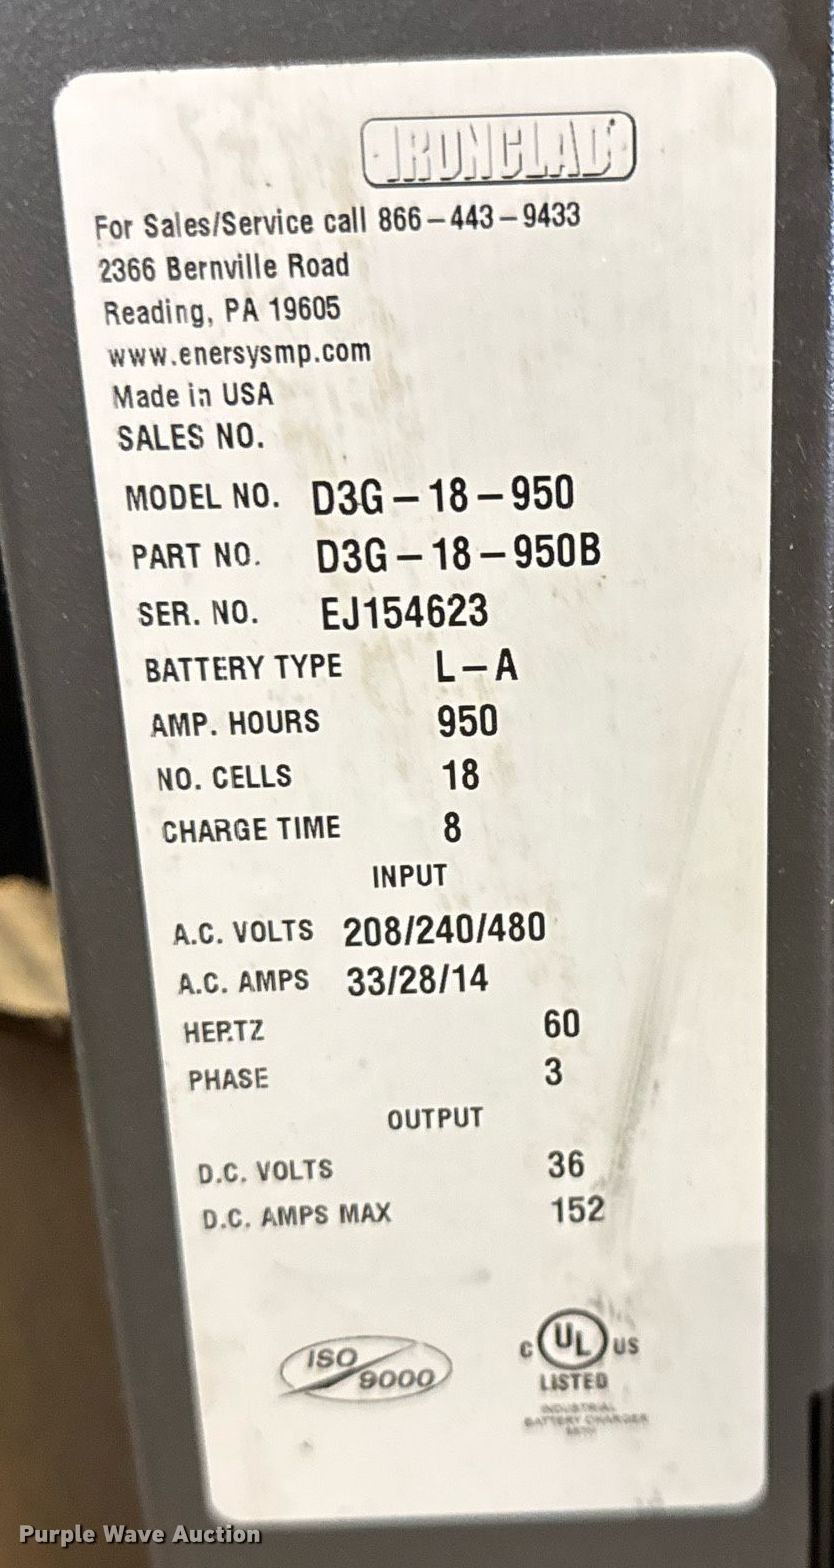 IRONCLAD
For Sales/Service call 866-443-9433
2366 Bernville Road
Reading, PA 19605
www.enersysmp.com
Made in USA
SALES NO.
MODEL NO. D3G-18-950
PART NO. D3G-18-950B
SER. NO. EJ154623
BATTERY TYPE L-A
AMP. HOURS 950
NO. CELLS 18
CHARGE TIME 8
INPUT
A.C. VOLTS 208/240/480
A.C. AMPS 33/28/14
HERTZ 60
PHASE 3
OUTPUT
D.C. VOLTS 36
D.C. AMPS MAX 152
ISO 9000
C UL US
LISTED
INDUSTRIAL
BATTERY CHARGER
Purple Wave Auction